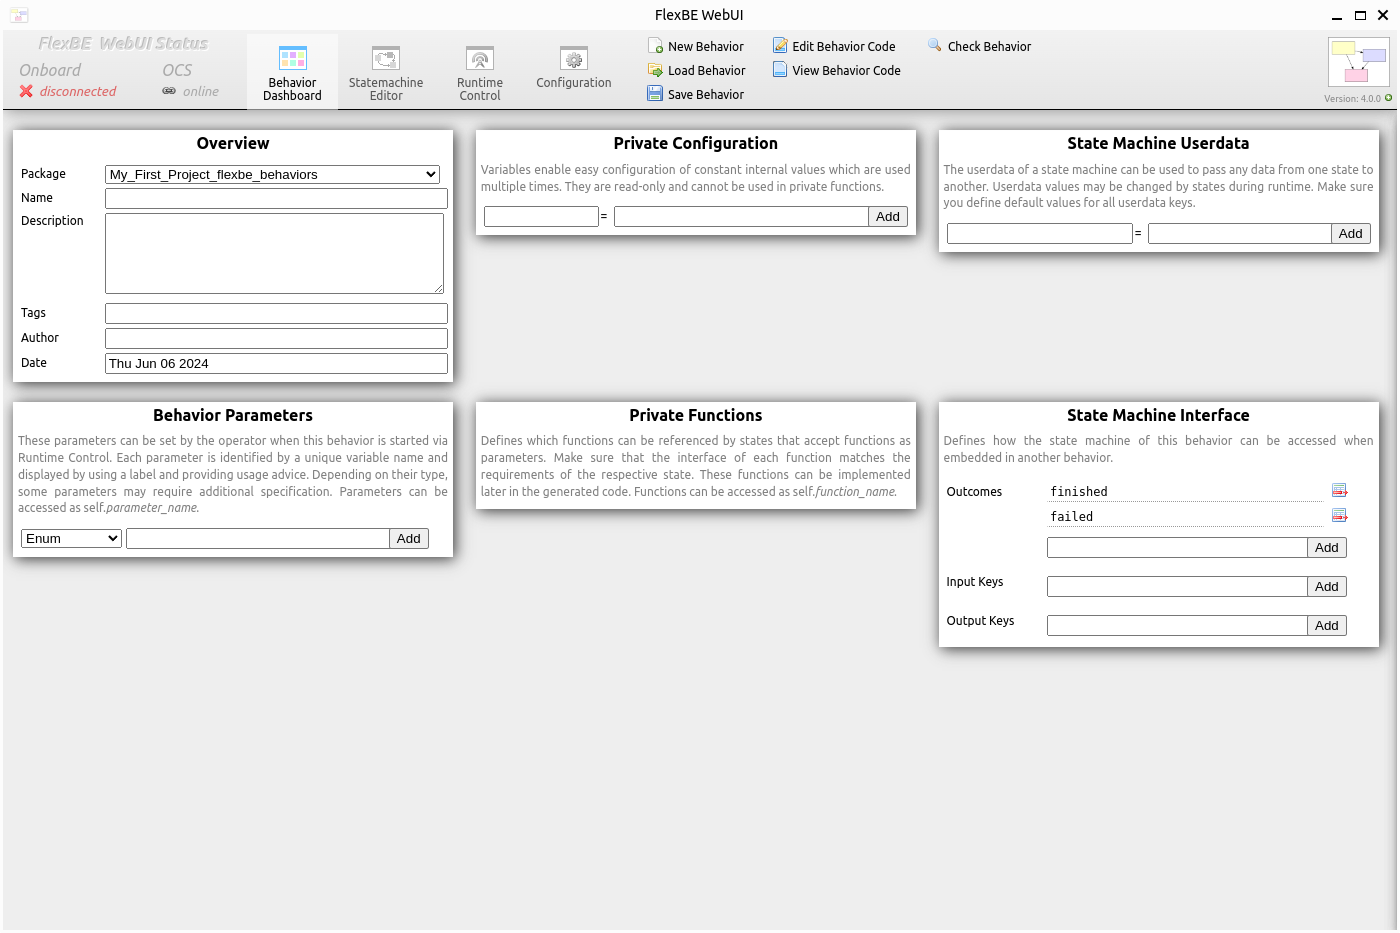 FlexBE WebUI
FlexBE WebUI Status
Onboard
OCS
disconnected
online
Behavior
Dashboard
Statemachine
Editor
Runtime
Control
Configuration
New Behavior
Edit Behavior Code
Check Behavior
Load Behavior
View Behavior Code
Save Behavior
Version: 4.0.0
Overview
Package
My_First_Project_flexbe_behaviors
Name
Description
Tags
Author
Date
Thu Jun 06 2024
Private Configuration
Variables enable easy configuration of constant internal values which are used
multiple times. They are read-only and cannot be used in private functions.
=
Add
State Machine Userdata
The userdata of a state machine can be used to pass any data from one state to
another. Userdata values may be changed by states during runtime. Make sure
you define default values for all userdata keys.
=
Add
Behavior Parameters
These parameters can be set by the operator when this behavior is started via
Runtime Control. Each parameter is identified by a unique variable name and
displayed by using a label and providing usage advice. Depending on their type,
some parameters may require additional specification. Parameters can be
accessed as self.parameter_name.
Enum
Add
Private Functions
Defines which functions can be referenced by states that accept functions as
parameters. Make sure that the interface of each function matches the
requirements of the respective state. These functions can be implemented
later in the generated code. Functions can be accessed as self.function_name.
State Machine Interface
Defines how the state machine of this behavior can be accessed when
embedded in another behavior.
Outcomes
finished
failed
Add
Input Keys
Add
Output Keys
Add